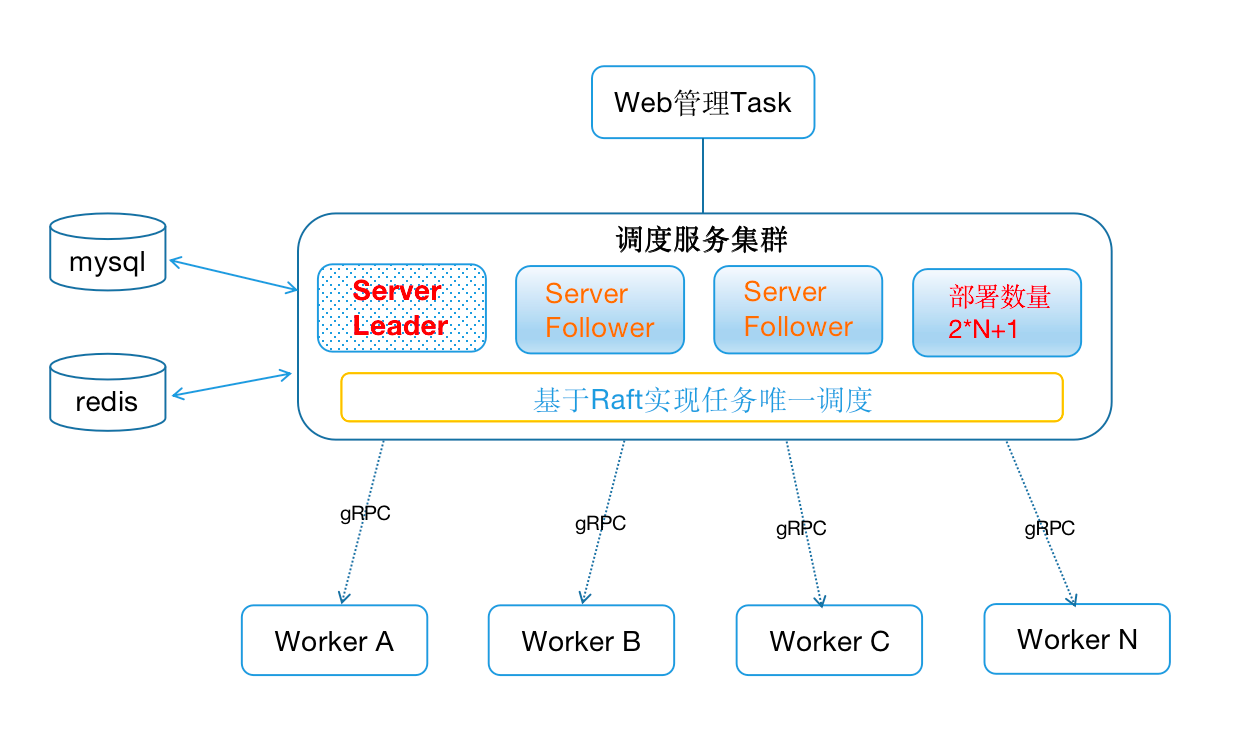 Web管理Task
调度服务集群
mysql
Server
Leader
Server
Follower
Server
Follower
部署数量
2*N+1
redis
基于Raft实现任务唯一调度
gRPC
gRPC
gRPC
gRPC
Worker A
Worker B
Worker C
Worker N